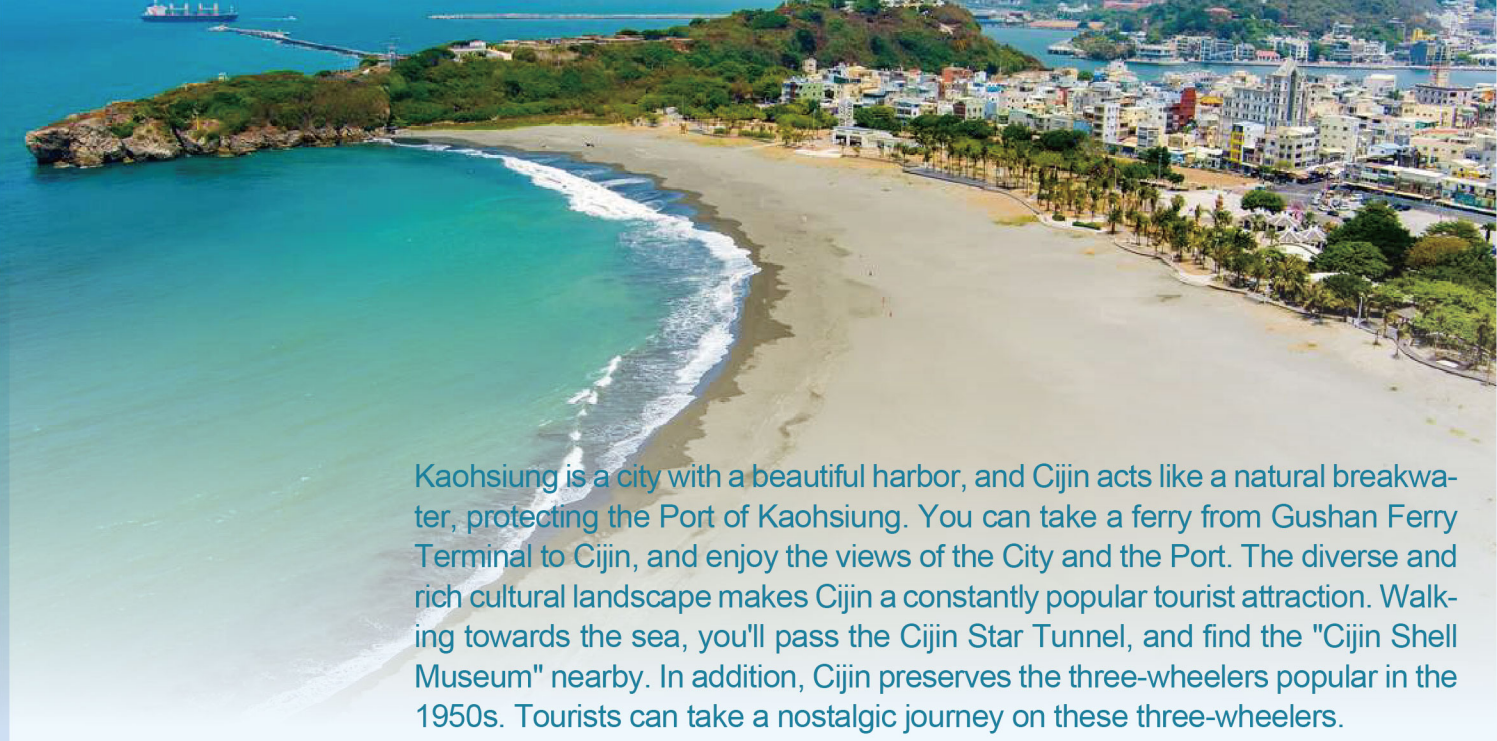 Kaohsiung is a city with a beautiful harbor, and Cijin acts like a natural breakwa-
ter, protecting the Port of Kaohsiung. You can take a ferry from Gushan Ferry
Terminal to Cijin, and enjoy the views of the City and the Port. The diverse and
rich cultural landscape makes Cijin a constantly popular tourist attraction. Walk-
ing towards the sea, you'll pass the Cijin Star Tunnel, and find the "Cijin Shell
Museum" nearby. In addition, Cijin preserves the three-wheelers popular in the
1950s. Tourists can take a nostalgic journey on these three-wheelers.